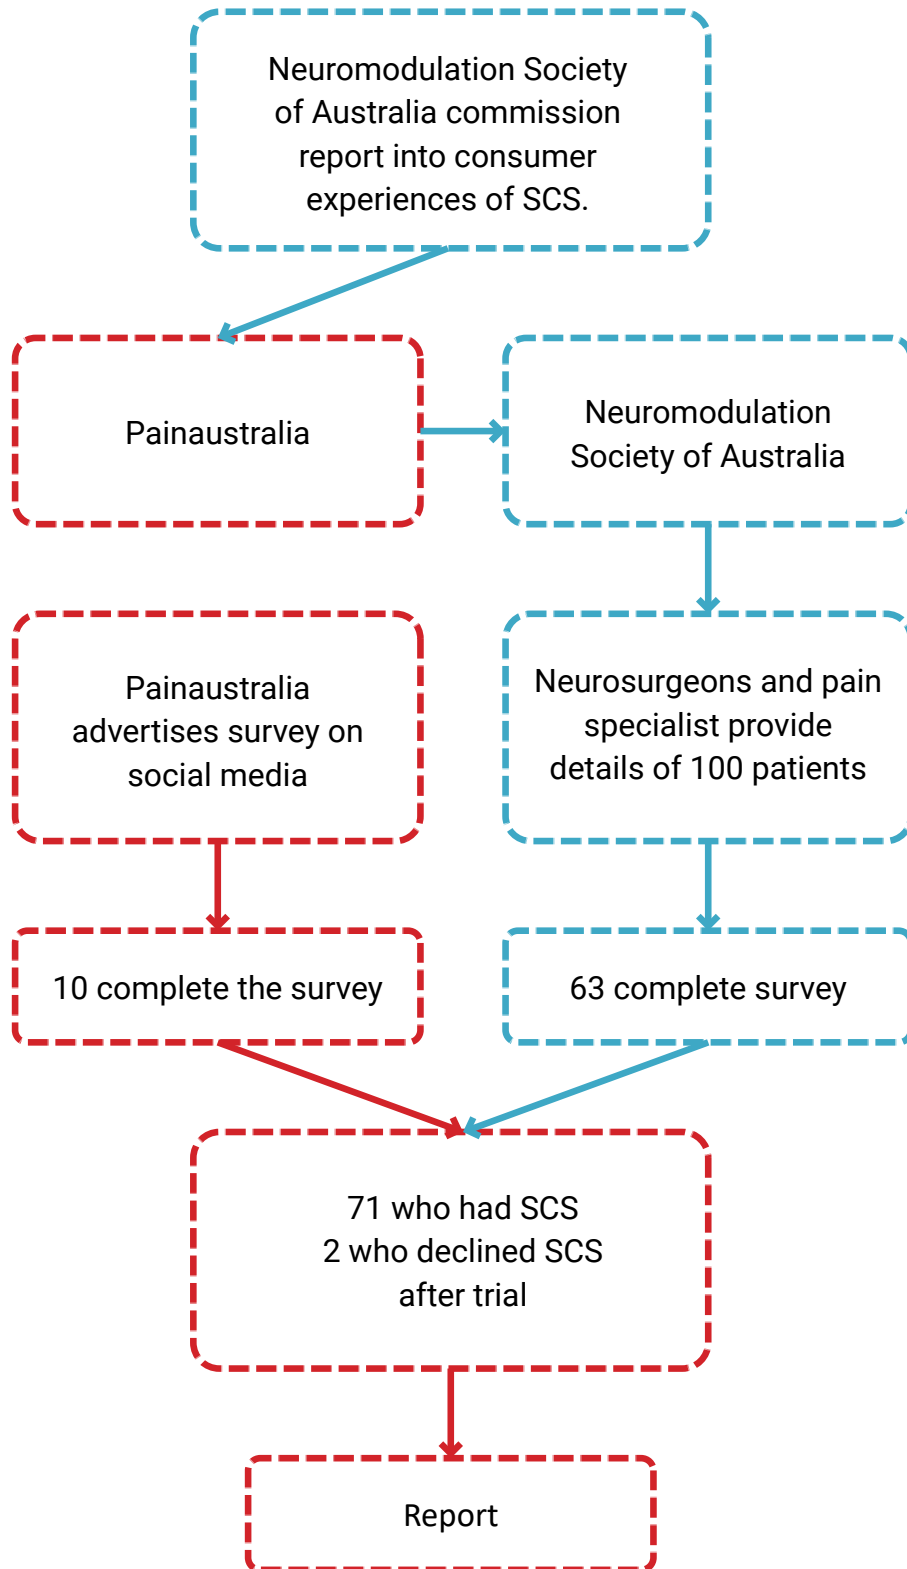 Neuromodulation Society
of Australia commission
report into consumer
experiences of SCS.
Painaustralia
Neuromodulation
Society of Australia
Painaustralia
advertises survey on
social media
Neurosurgeons and pain
specialist provide
details of 100 patients
10 complete the survey
63 complete survey
71 who had SCS
2 who declined SCS
after trial
Report